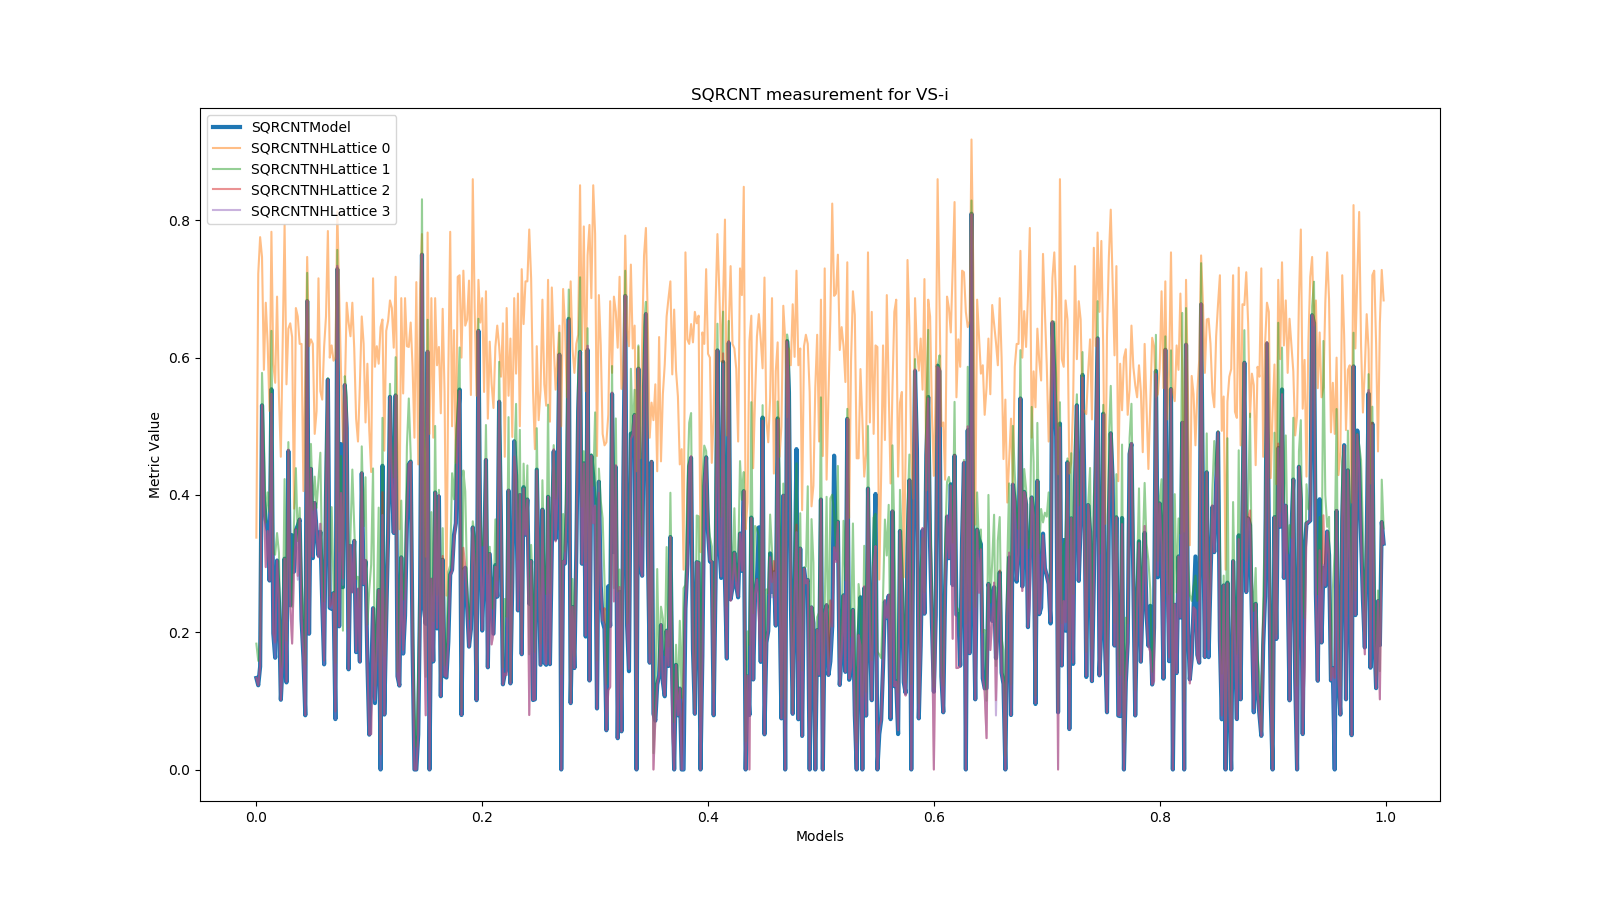 SQRCNT measurement for VS-i
SQRCNTModel
SQRCNTNHLattice 0
SQRCNTNHLattice 1
SQRCNTNHLattice 2
SQRCNTNHLattice 3
Metric Value
0.8
0.6
0.4
0.2
0.0
0.0 0.2 0.4 0.6 0.8 1.0
Models